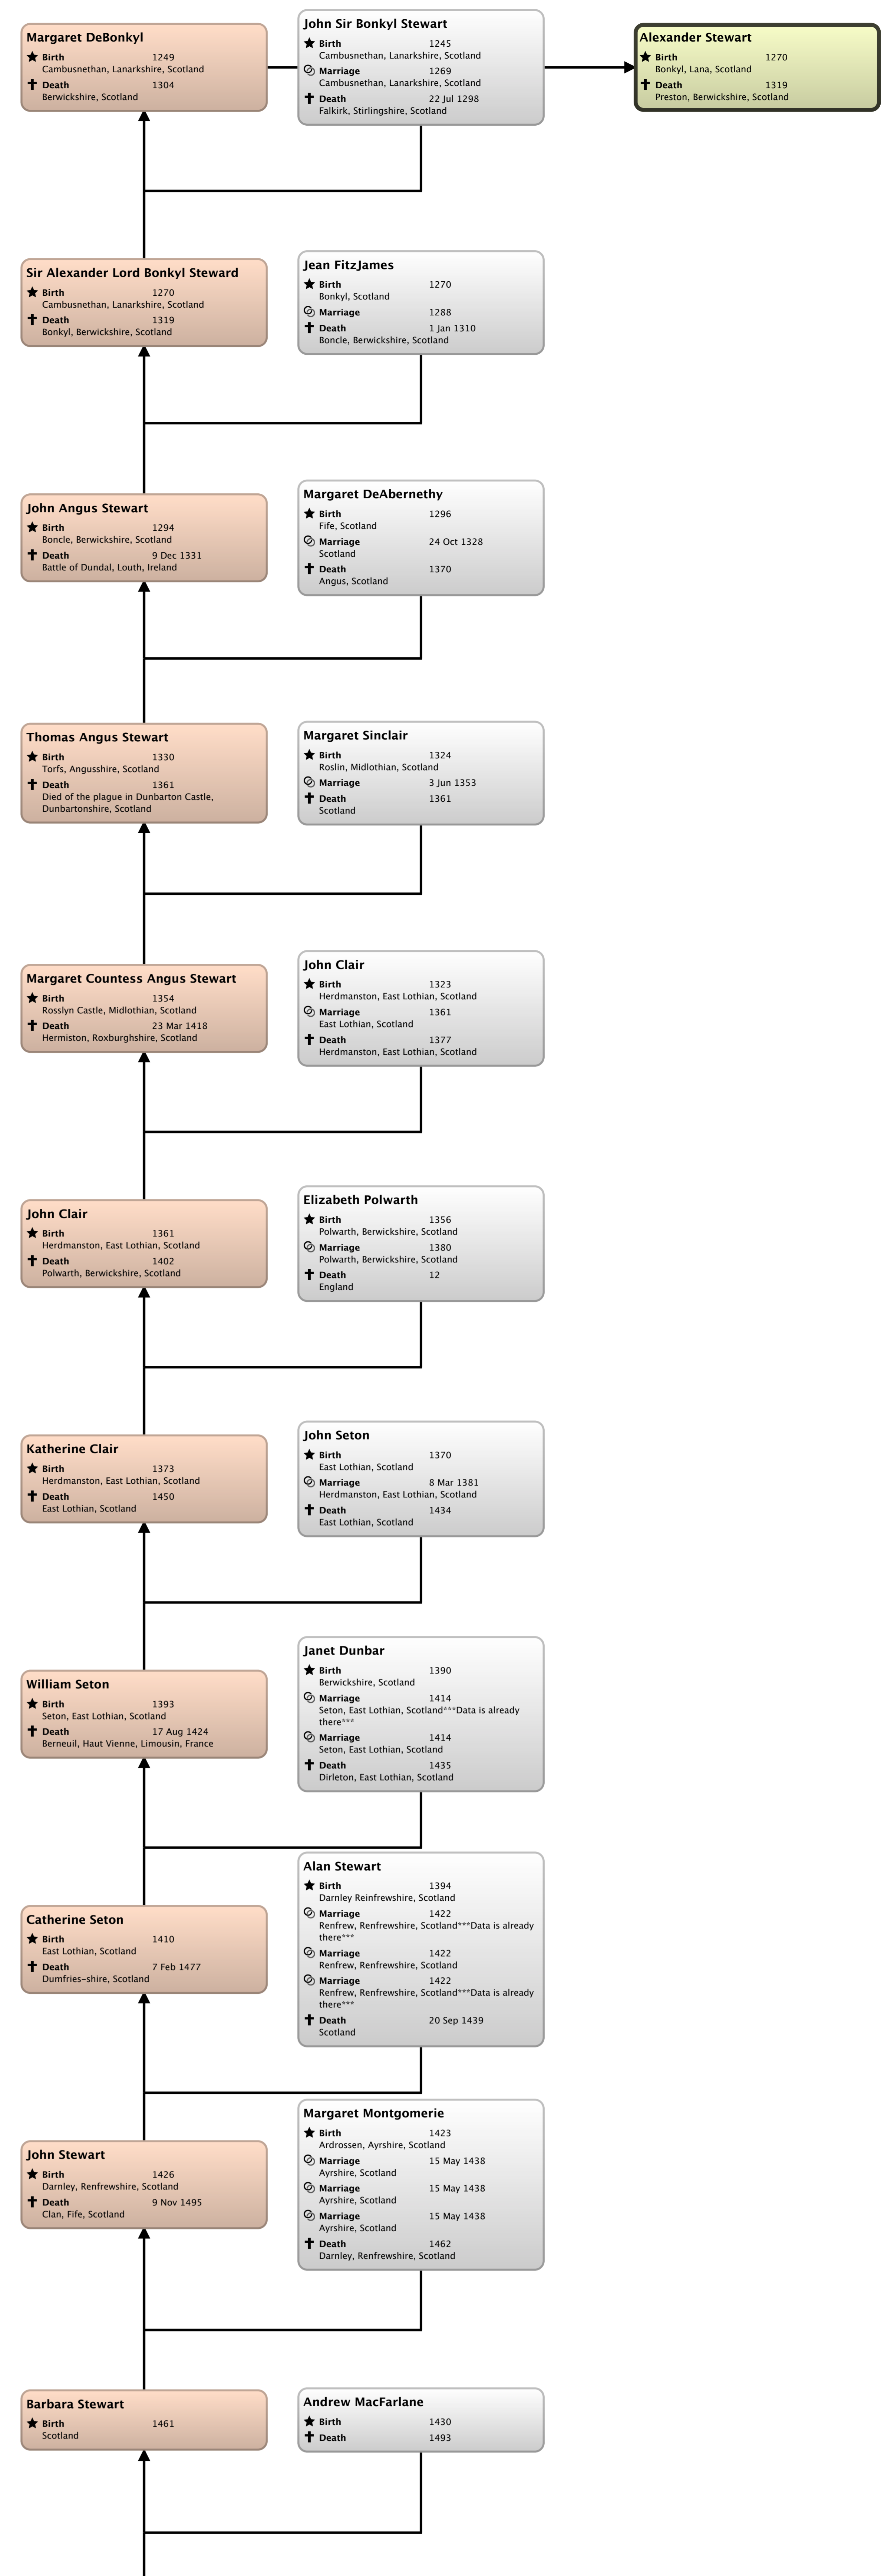 Margaret DeBonkyl
Birth 1249
Cambusnethan, Lanarkshire, Scotland
Death 1304
Berwickshire, Scotland
John Sir Bonkyl Stewart
Birth 1245
Cambusnethan, Lanarkshire, Scotland
Marriage 1269
Cambusnethan, Lanarkshire, Scotland
Death 22 Jul 1298
Falkirk, Stirlingshire, Scotland
Alexander Stewart
Birth 1270
Bonkyl, Lana, Scotland
Death 1319
Preston, Berwickshire, Scotland
Sir Alexander Lord Bonkyl Steward
Birth 1270
Cambusnethan, Lanarkshire, Scotland
Death 1319
Bonkyl, Berwickshire, Scotland
Jean FitzJames
Birth 1270
Bonkyl, Scotland
Marriage 1288
Death 1 Jan 1310
Boncle, Berwickshire, Scotland
John Angus Stewart
Birth 1294
Boncle, Berwickshire, Scotland
Death 9 Dec 1331
Battle of Dundal, Louth, Ireland
Margaret DeAbernethy
Birth 1296
Fife, Scotland
Marriage 24 Oct 1328
Scotland
Death 1370
Angus, Scotland
Thomas Angus Stewart
Birth 1330
Torfs, Angusshire, Scotland
Death 1361
Died of the plague in Dunbarton Castle,
Dunbartonshire, Scotland
Margaret Sinclair
Birth 1324
Roslin, Midlothian, Scotland
Marriage 3 Jun 1353
Death 1361
Scotland
Margaret Countess Angus Stewart
Birth 1354
Rosslyn Castle, Midlothian, Scotland
Death 23 Mar 1418
Hermiston, Roxburghshire, Scotland
John Clair
Birth 1323
Herdmanston, East Lothian, Scotland
Marriage 1361
East Lothian, Scotland
Death 1377
Herdmanston, East Lothian, Scotland
John Clair
Birth 1361
Herdmanston, East Lothian, Scotland
Death 1402
Polwarth, Berwickshire, Scotland
Elizabeth Polwarth
Birth 1356
Polwarth, Berwickshire, Scotland
Marriage 1380
Polwarth, Berwickshire, Scotland
Death 12
England
Katherine Clair
Birth 1373
Herdmanston, East Lothian, Scotland
Death 1450
East Lothian, Scotland
John Seton
Birth 1370
East Lothian, Scotland
Marriage 8 Mar 1381
Herdmanston, East Lothian, Scotland
Death 1434
East Lothian, Scotland
William Seton
Birth 1393
Seton, East Lothian, Scotland
Death 17 Aug 1424
Berneuil, Haut Vienne, Limousin, France
Janet Dunbar
Birth 1390
Berwickshire, Scotland
Marriage 1414
Seton, East Lothian, Scotland***Data is already
there***
Marriage 1414
Seton, East Lothian, Scotland
Death 1435
Dirleton, East Lothian, Scotland
Catherine Seton
Birth 1410
East Lothian, Scotland
Death 7 Feb 1477
Dumfries-shire, Scotland
Alan Stewart
Birth 1394
Darnley Reinfrewshire, Scotland
Marriage 1422
Renfrew, Renfrewshire, Scotland***Data is already
there***
Marriage 1422
Renfrew, Renfrewshire, Scotland
Marriage 1422
Renfrew, Renfrewshire, Scotland***Data is already
there***
Death 20 Sep 1439
Scotland
John Stewart
Birth 1426
Darnley, Renfrewshire, Scotland
Death 9 Nov 1495
Clan, Fife, Scotland
Margaret Montgomerie
Birth 1423
Ardrossen, Ayrshire, Scotland
Marriage 15 May 1438
Ayrshire, Scotland
Marriage 15 May 1438
Ayrshire, Scotland
Marriage 15 May 1438
Ayrshire, Scotland
Death 1462
Darnley, Renfrewshire, Scotland
Barbara Stewart
Birth 1461
Scotland
Andrew MacFarlane
Birth 1430
Death 1493